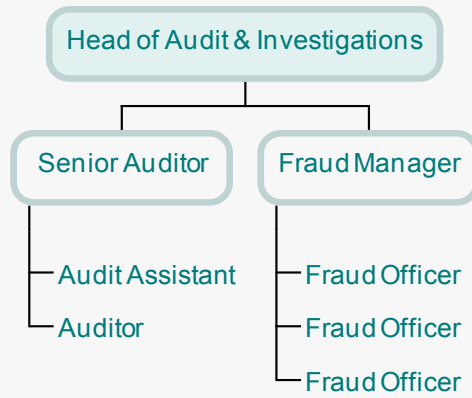 Head of Audit & Investigations
Senior Auditor
Fraud Manager
Audit Assistant
Auditor
Fraud Officer
Fraud Officer
Fraud Officer